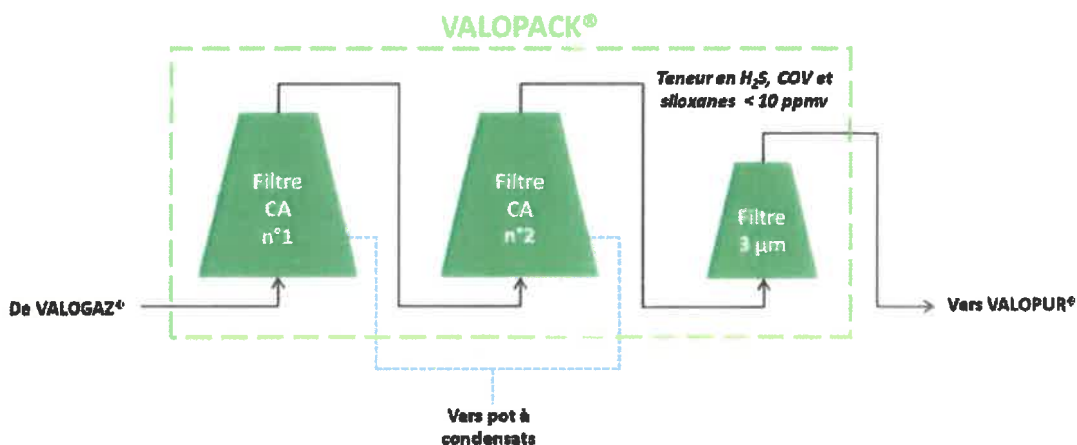 VALOPACK®
Teneur en H₂S, COV et
siloxanes < 10 ppmv
Filtre
CA
n°1
Filtre
CA
n°2
Filtre
3 µm
De VALOGAZ®
Vers VALOPUR®
Vers pot à
condensats